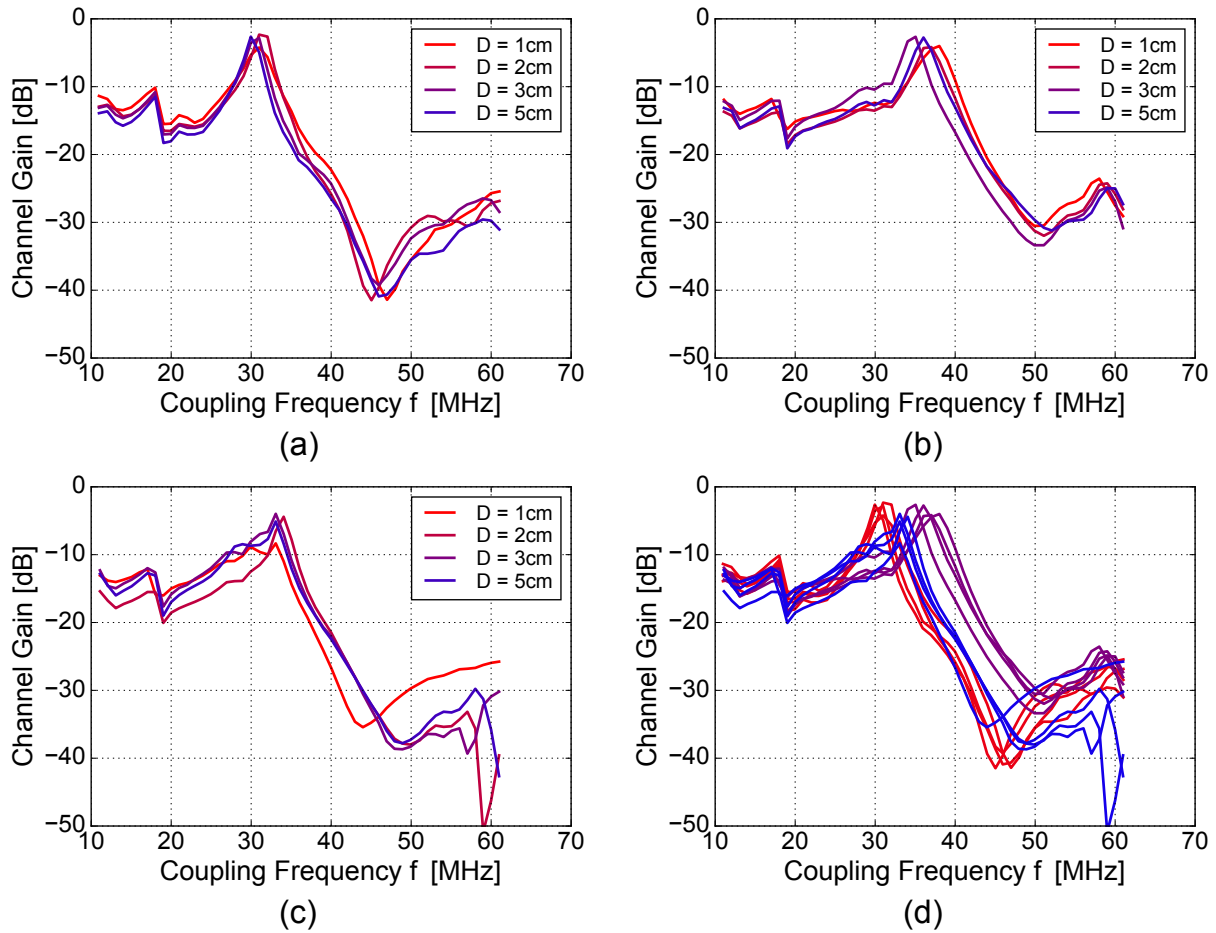 0
−10
−20
−30
−40
−50
Channel Gain [dB]
10 20 30 40 50 60 70
Coupling Frequency f [MHz]
D = 1cm
D = 2cm
D = 3cm
D = 5cm
(a)
0
−10
−20
−30
−40
−50
Channel Gain [dB]
10 20 30 40 50 60 70
Coupling Frequency f [MHz]
D = 1cm
D = 2cm
D = 3cm
D = 5cm
(b)
0
−10
−20
−30
−40
−50
Channel Gain [dB]
10 20 30 40 50 60 70
Coupling Frequency f [MHz]
D = 1cm
D = 2cm
D = 3cm
D = 5cm
(c)
0
−10
−20
−30
−40
−50
Channel Gain [dB]
10 20 30 40 50 60 70
Coupling Frequency f [MHz]
(d)